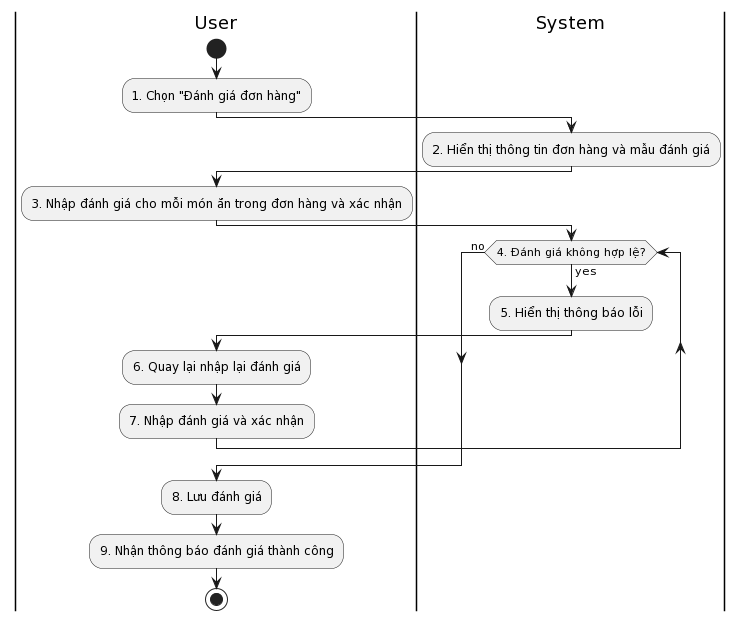 User
System
1. Chọn "Đánh giá đơn hàng"
2. Hiển thị thông tin đơn hàng và mẫu đánh giá
3. Nhập đánh giá cho mỗi món ăn trong đơn hàng và xác nhận
no
4. Đánh giá không hợp lệ?
yes
5. Hiển thị thông báo lỗi
6. Quay lại nhập lại đánh giá
7. Nhập đánh giá và xác nhận
8. Lưu đánh giá
9. Nhận thông báo đánh giá thành công